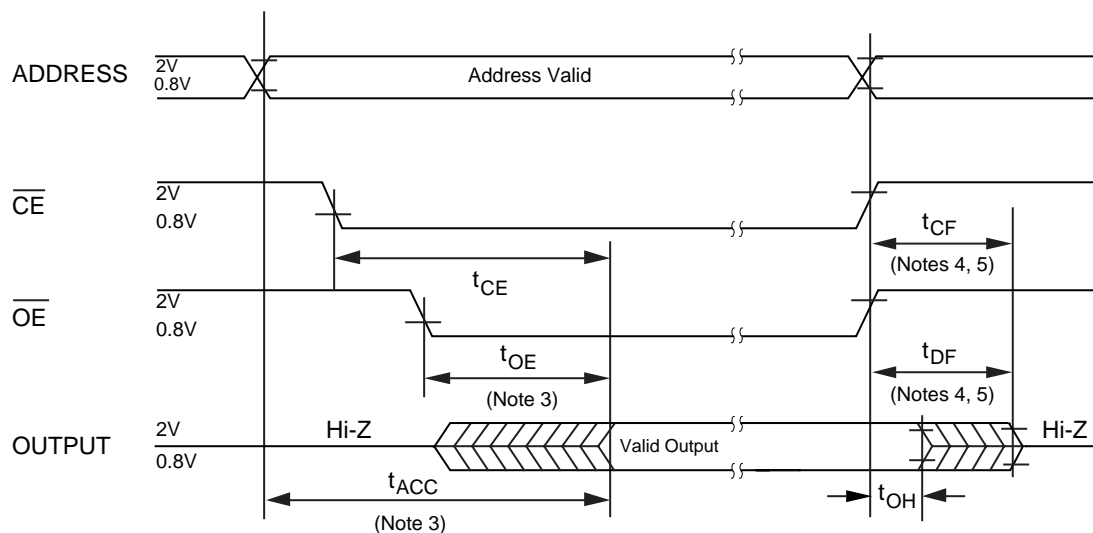 ADDRESS
2V
0.8V
Address Valid
CE
2V
0.8V
tCF
(Notes 4, 5)
tCE
OE
2V
0.8V
tOE
(Note 3)
tDF
(Notes 4, 5)
OUTPUT
2V
0.8V
Hi-Z
Valid Output
Hi-Z
tACC
(Note 3)
tOH